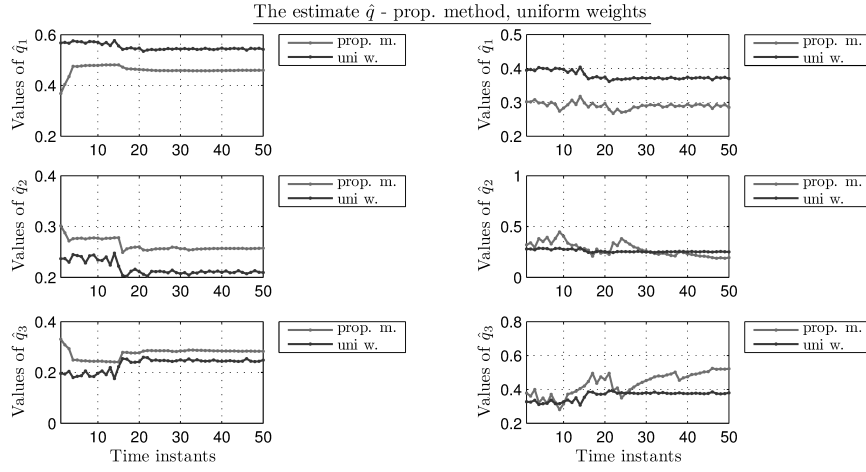 The estimate q̂ - prop. method, uniform weights
Values of q̂1
0.6
0.4
0.2
10 20 30 40 50
prop. m.
uni w.
Values of q̂1
0.5
0.4
0.3
0.2
10 20 30 40 50
prop. m.
uni w.
Values of q̂2
0.4
0.3
0.2
10 20 30 40 50
prop. m.
uni w.
Values of q̂2
1
0.5
0
10 20 30 40 50
prop. m.
uni w.
Values of q̂3
0.4
0.2
0
10 20 30 40 50
Time instants
prop. m.
uni w.
Values of q̂3
0.8
0.6
0.4
0.2
10 20 30 40 50
Time instants
prop. m.
uni w.